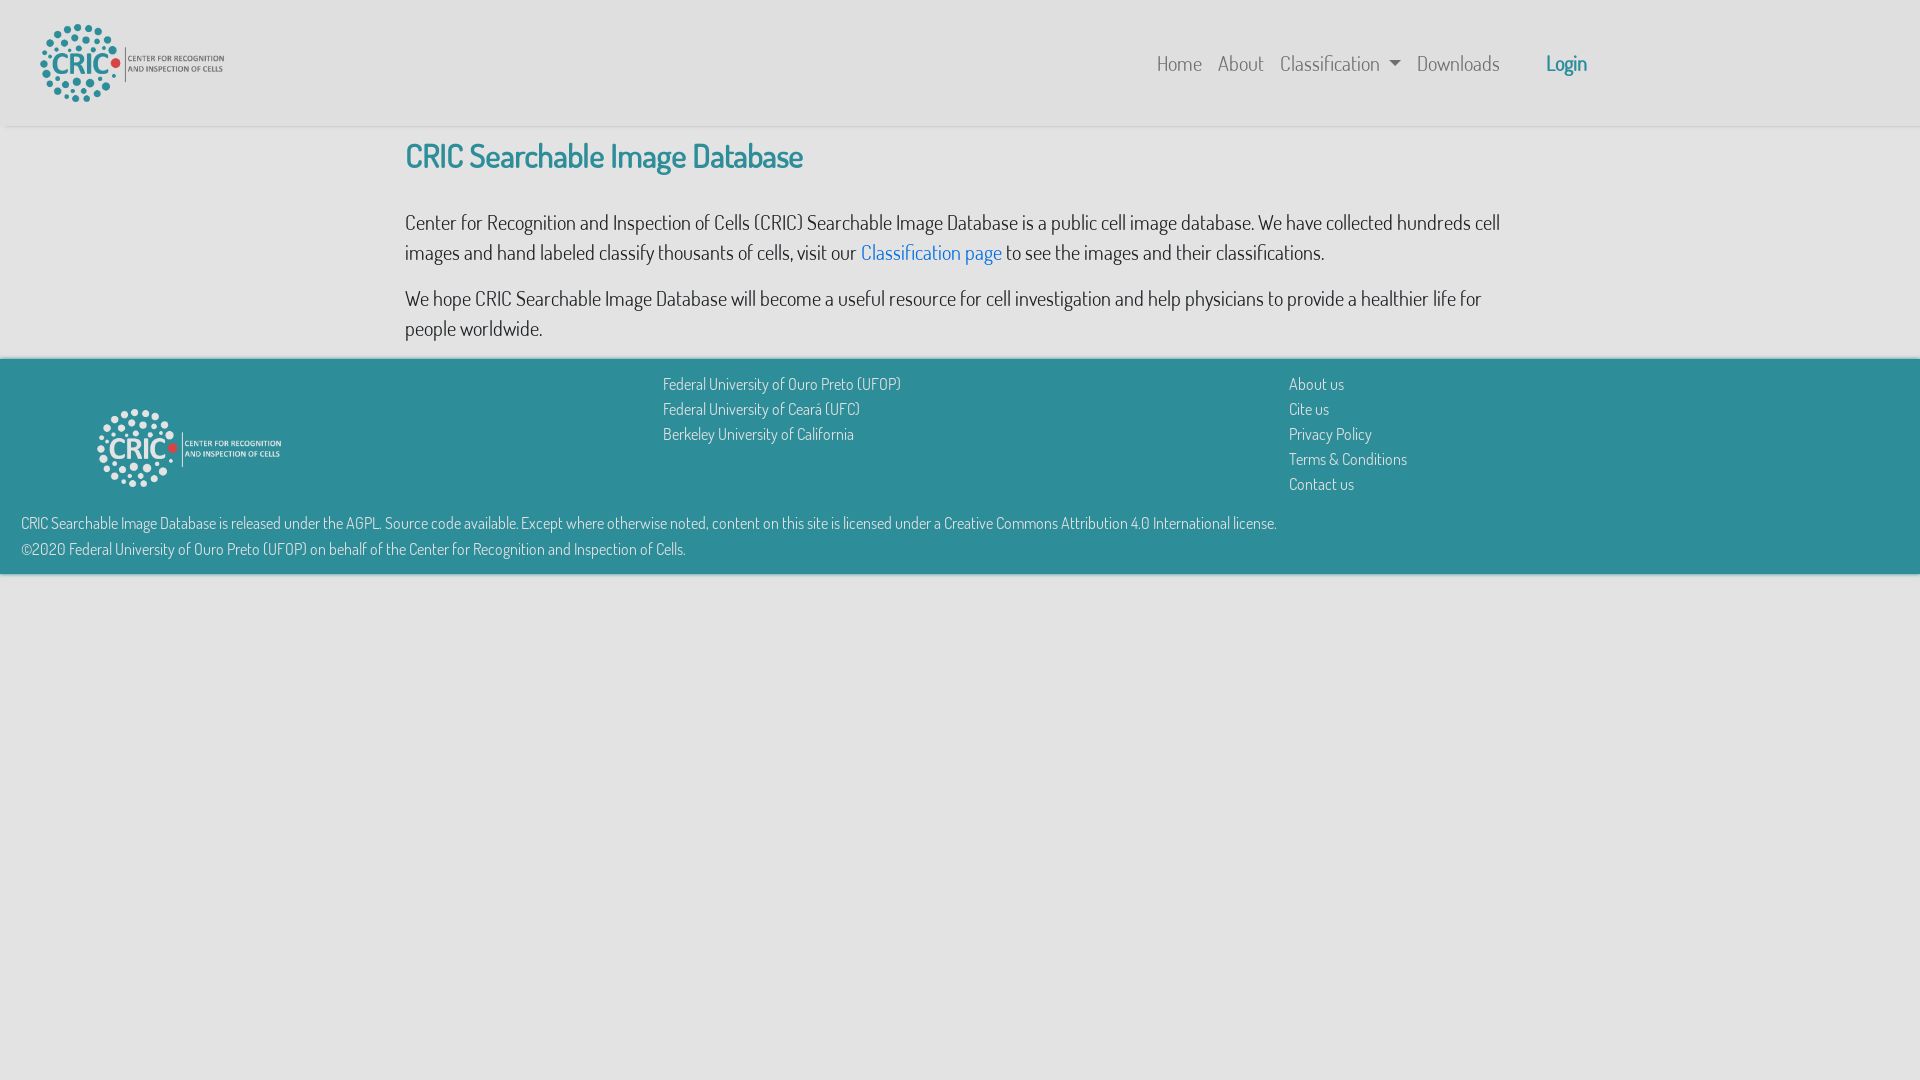 CRIC
CENTER FOR RECOGNITION
AND INSPECTION OF CELLS
Home
About
Classification
Downloads
Login
CRIC Searchable Image Database
Center for Recognition and Inspection of Cells (CRIC) Searchable Image Database is a public cell image database. We have collected hundreds cell
images and hand labeled classify thousants of cells, visit our Classification page to see the images and their classifications.
We hope CRIC Searchable Image Database will become a useful resource for cell investigation and help physicians to provide a healthier life for
people worldwide.
CRIC
CENTER FOR RECOGNITION
AND INSPECTION OF CELLS
Federal University of Ouro Preto (UFOP)
Federal University of Ceará (UFC)
Berkeley University of California
About us
Cite us
Privacy Policy
Terms & Conditions
Contact us
CRIC Searchable Image Database is released under the AGPL. Source code available. Except where otherwise noted, content on this site is licensed under a Creative Commons Attribution 4.0 International license.
©2020 Federal University of Ouro Preto (UFOP) on behalf of the Center for Recognition and Inspection of Cells.